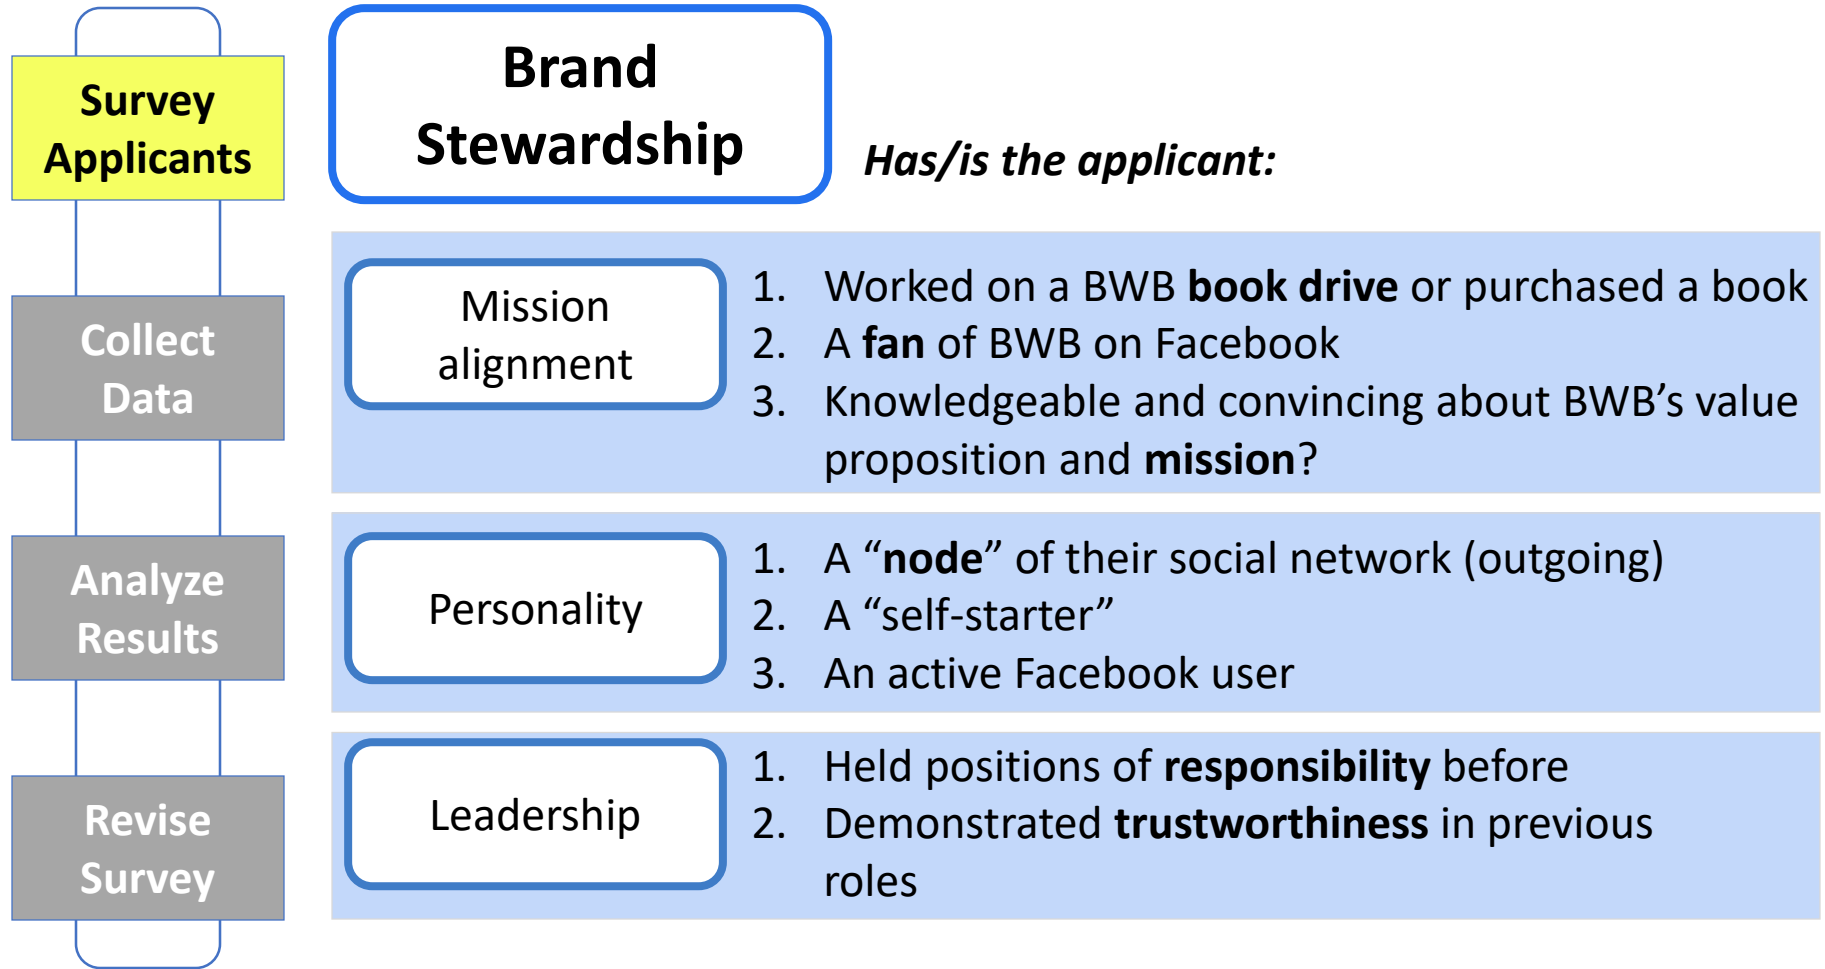 Survey
Applicants
Collect
Data
Analyze
Results
Revise
Survey
Brand
Stewardship
Has/is the applicant:
Mission
alignment
1. Worked on a BWB book drive or purchased a book
2. A fan of BWB on Facebook
3. Knowledgeable and convincing about BWB’s value
proposition and mission?
Personality
1. A “node” of their social network (outgoing)
2. A “self-starter”
3. An active Facebook user
Leadership
1. Held positions of responsibility before
2. Demonstrated trustworthiness in previous
roles